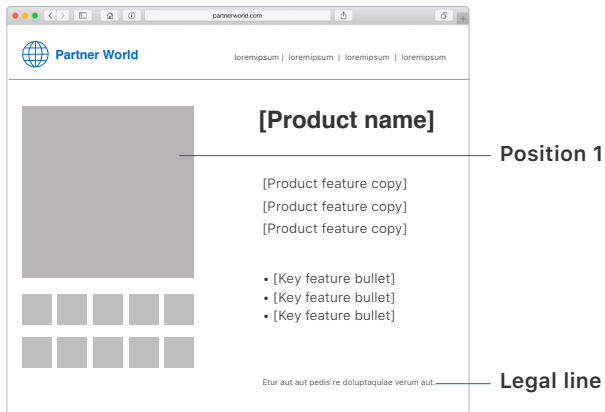 partnerworld.com
Partner World
loremipsum | loremipsum | loremipsum | loremipsum
[Product name]
Position 1
[Product feature copy]
[Product feature copy]
[Product feature copy]
• [Key feature bullet]
• [Key feature bullet]
• [Key feature bullet]
Etur aut aut pedis re doluptaquiae verum aut.
Legal line